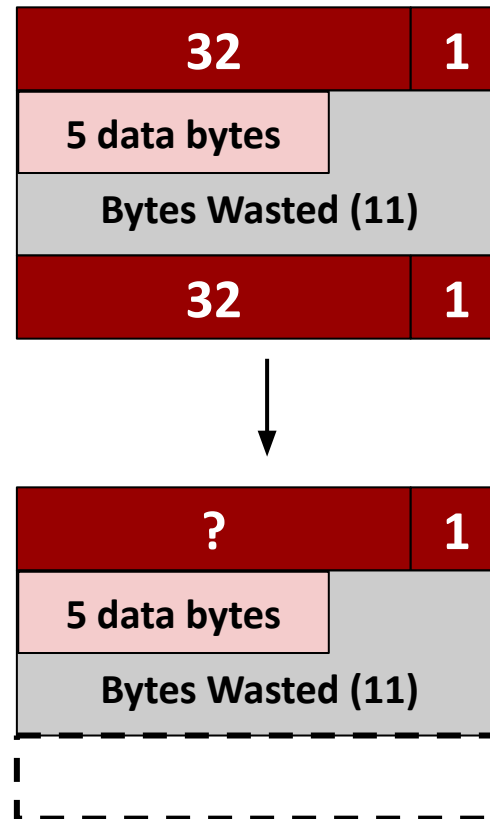 32 1
5 data bytes
Bytes Wasted (11)
32 1
? 1
5 data bytes
Bytes Wasted (11)